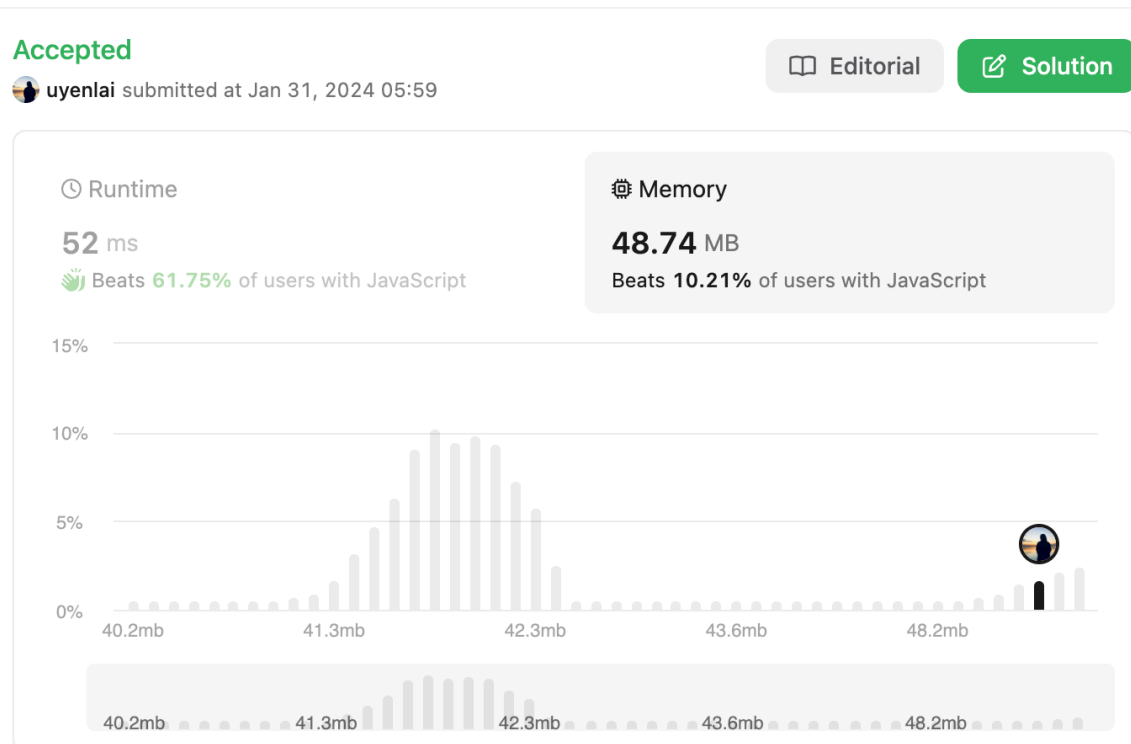 Accepted
Editorial
Solution
uyenlai submitted at Jan 31, 2024 05:59
Runtime
52 ms
Beats 61.75% of users with JavaScript
Memory
48.74 MB
Beats 10.21% of users with JavaScript
15%
10%
5%
0%
40.2mb 41.3mb 42.3mb 43.6mb 48.2mb
40.2mb 41.3mb 42.3mb 43.6mb 48.2mb